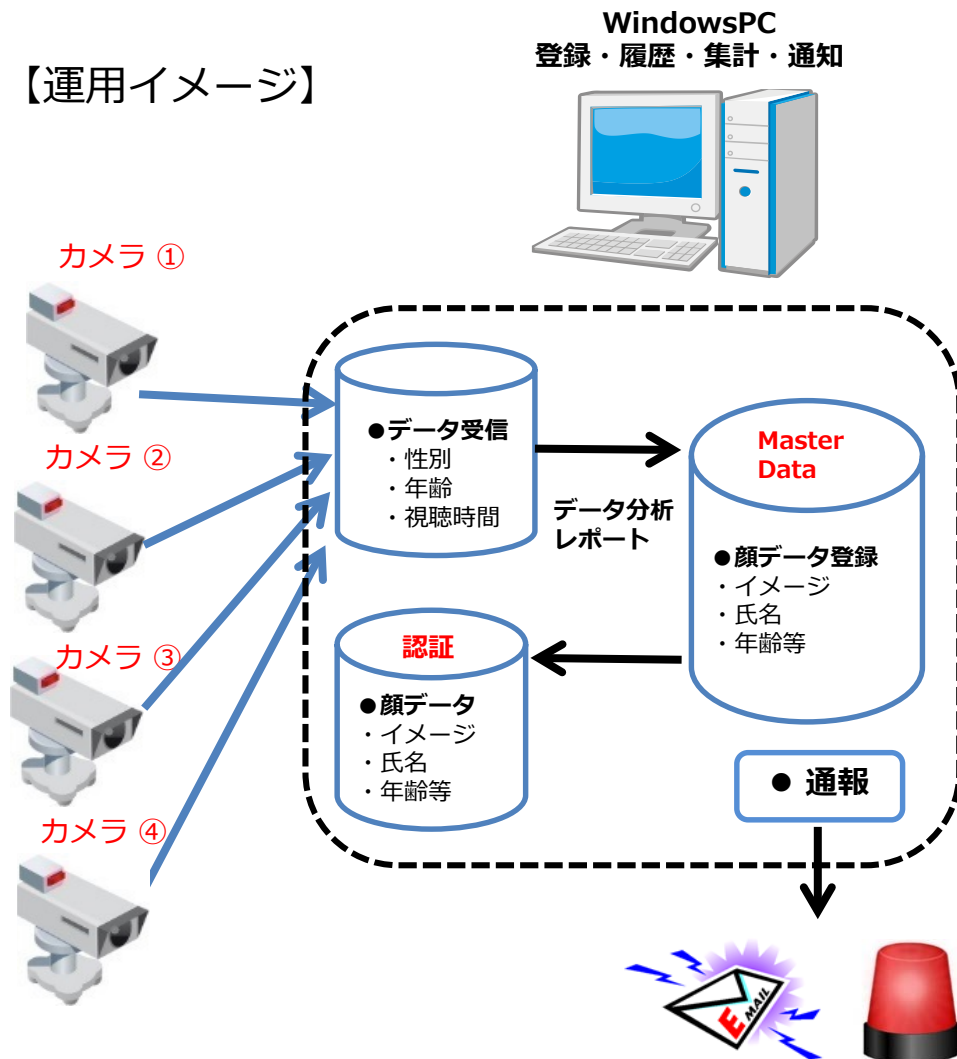 WindowsPC
登録・履歴・集計・通知
【運用イメージ】
カメラ ①
カメラ ②
カメラ ③
カメラ ④
●データ受信
・性別
・年齢
・視聴時間
データ分析
レポート
Master
Data
●顔データ登録
・イメージ
・氏名
・年齢等
認証
●顔データ
・イメージ
・氏名
・年齢等
● 通報
E MAIL